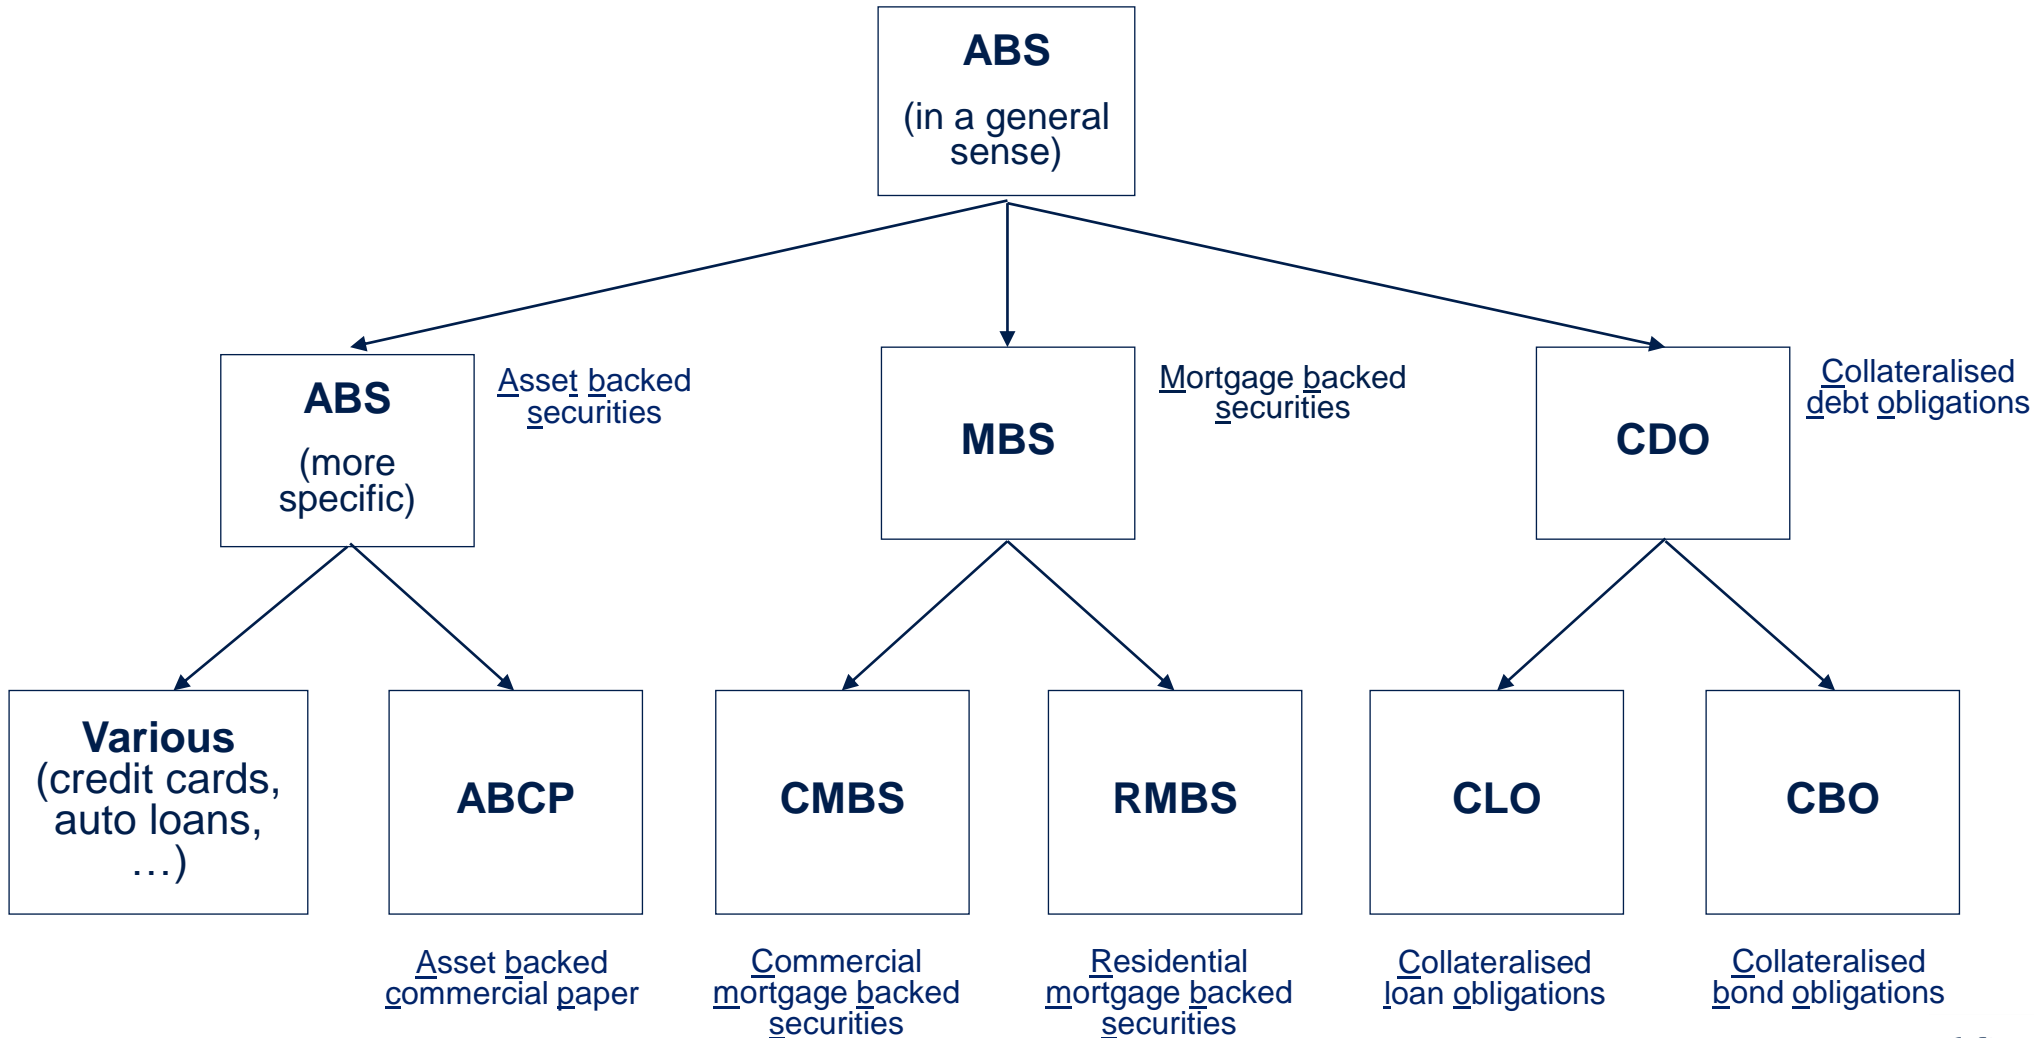 ABS
(in a general
sense)
ABS
(more
specific)
Asset backed
securities
MBS
Mortgage backed
securities
CDO
Collateralised
debt obligations
Various
(credit cards,
auto loans,
…)
ABCP
CMBS
RMBS
CLO
CBO
Asset backed
commercial paper
Commercial
mortgage backed
securities
Residential
mortgage backed
securities
Collateralised
loan obligations
Collateralised
bond obligations